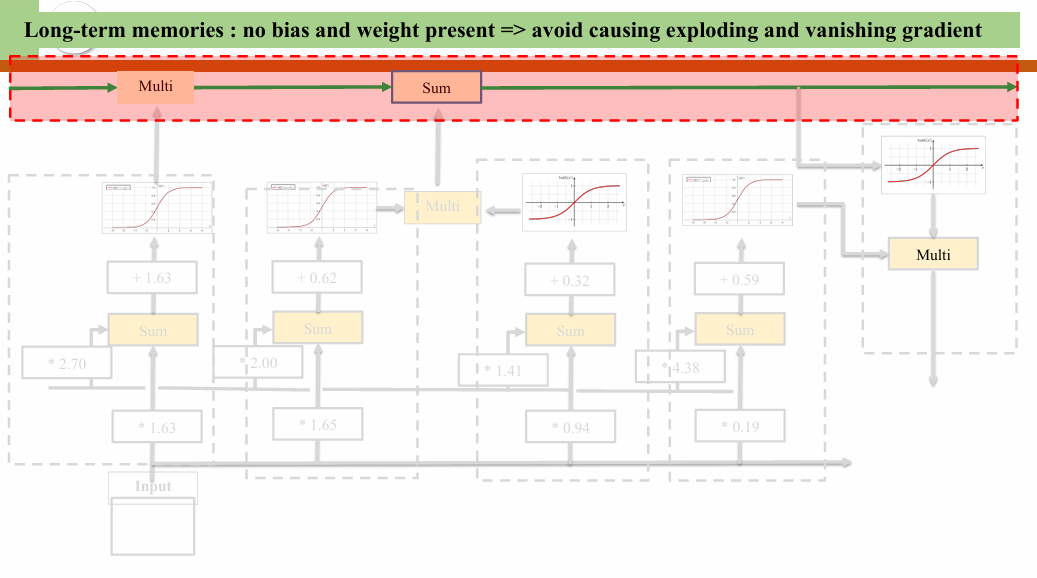 Long-term memories : no bias and weight present => avoid causing exploding and vanishing gradient
Multi
Sum
Multi
Multi
+ 1.63
+ 0.62
+ 0.32
+ 0.59
Sum
Sum
Sum
Sum
* 2.70
* 2.00
* 1.41
* 4.38
* 1.63
* 1.65
* 0.94
* 0.19
Input